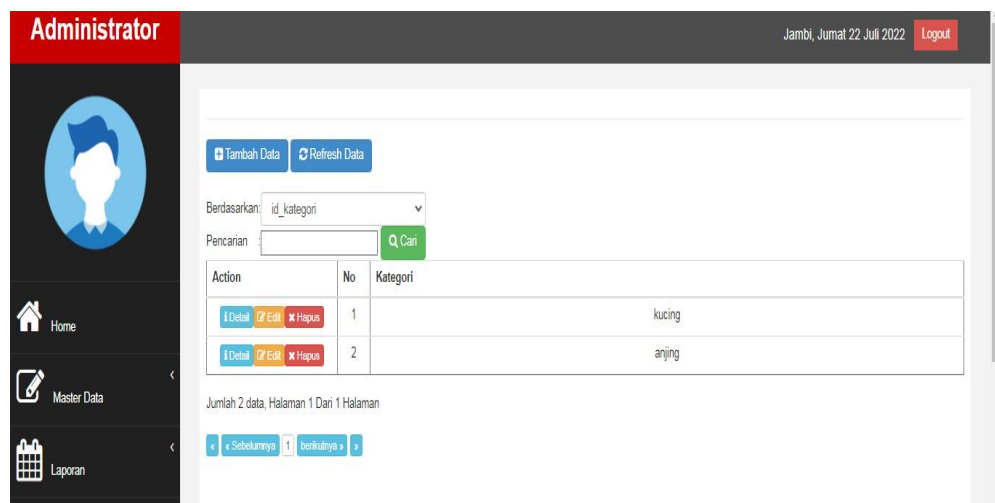 Administrator
Jambi, Jumat 22 Juli 2022 Logout
Tambah Data Refresh Data
Berdasarkan: id_kategori
Pencarian : Cari
Action No Kategori
Detail Edit Hapus 1 kucing
Detail Edit Hapus 2 anjing
Jumlah 2 data, Halaman 1 Dari 1 Halaman
« « Sebelumnya 1 berikutnya » »
Home
Master Data
Laporan